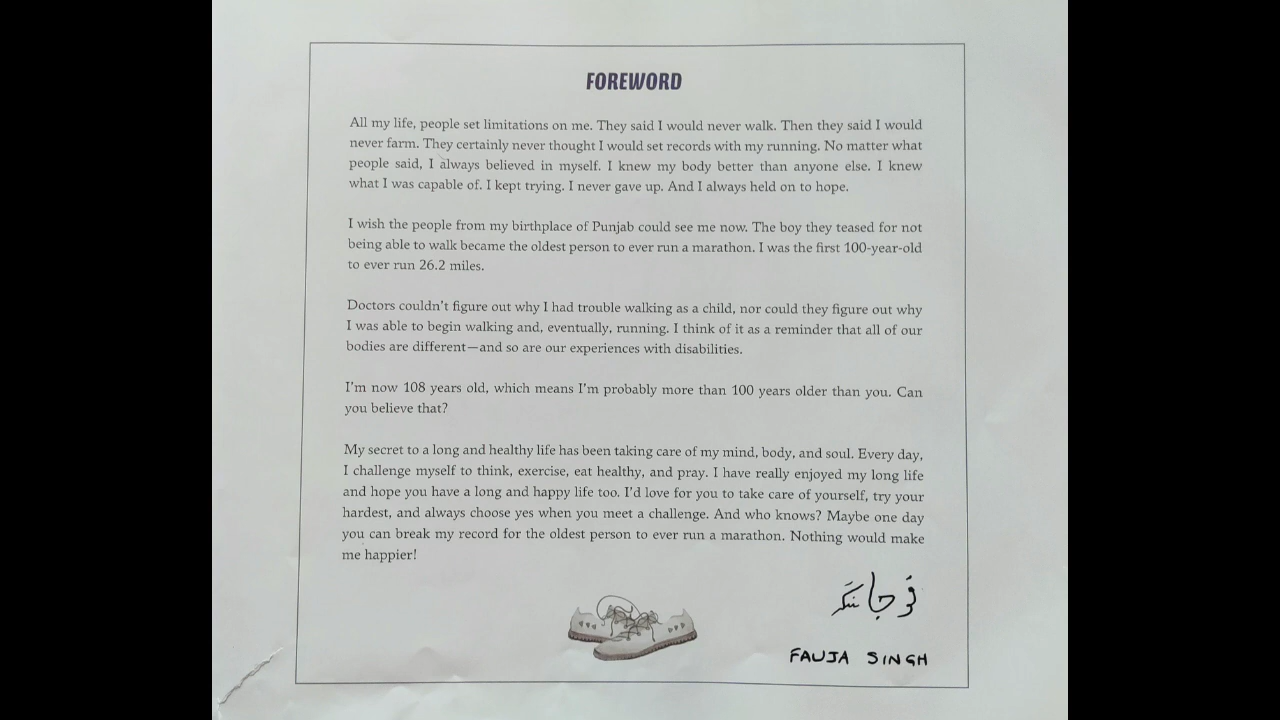 FOREWORD
All my life, people set limitations on me. They said I would never walk. Then they said I would
never farm. They certainly never thought I would set records with my running. No matter what
people said, I always believed in myself. I knew my body better than anyone else. I knew
what I was capable of. I kept trying. I never gave up. And I always held on to hope.
I wish the people from my birthplace of Punjab could see me now. The boy they teased for not
being able to walk became the oldest person to ever run a marathon. I was the first 100-year-old
to ever run 26.2 miles.
Doctors couldn't figure out why I had trouble walking as a child, nor could they figure out why
I was able to begin walking and, eventually, running. I think of it as a reminder that all of our
bodies are different—and so are our experiences with disabilities.
I'm now 108 years old, which means I'm probably more than 100 years older than you. Can
you believe that?
My secret to a long and healthy life has been taking care of my mind, body, and soul. Every day,
I challenge myself to think, exercise, eat healthy, and pray. I have really enjoyed my long life
and hope you have a long and happy life too. I'd love for you to take care of yourself, try your
hardest, and always choose yes when you meet a challenge. And who knows? Maybe one day
you can break my record for the oldest person to ever run a marathon. Nothing would make
me happier!
FAUJA SINGH